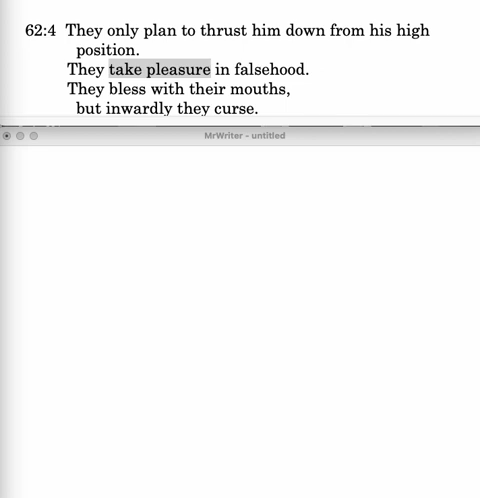 62:4 They only plan to thrust him down from his high
position.
They take pleasure in falsehood.
They bless with their mouths,
but inwardly they curse.
MrWriter - untitled